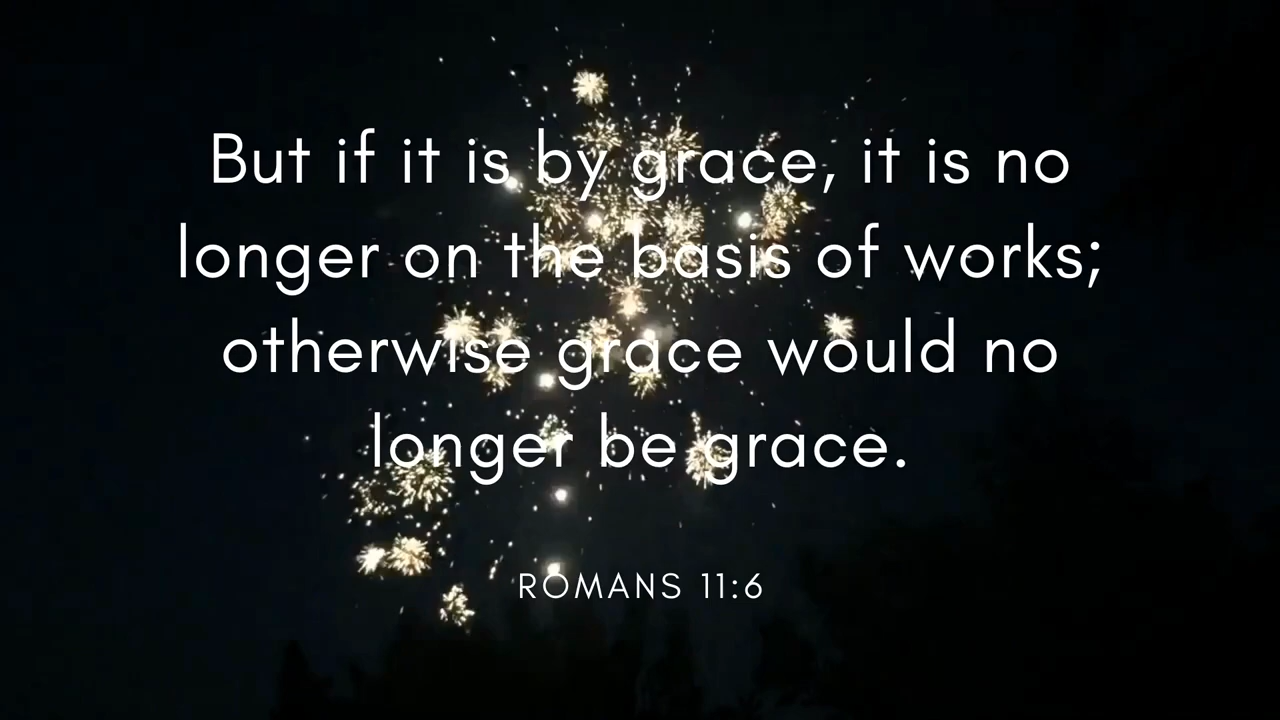 But if it is by grace, it is no
longer on the basis of works;
otherwise grace would no
longer be grace.
ROMANS 11:6